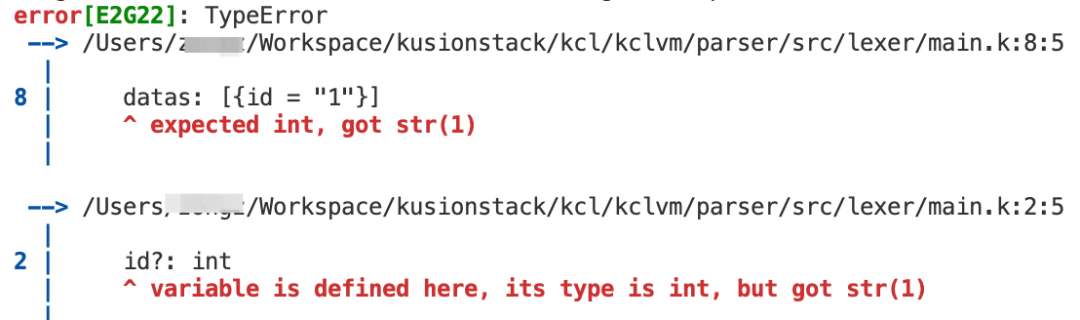 error[E2G22]: TypeError
--> /Users/ /Workspace/kusionstack/kcl/kclvm/parser/src/lexer/main.k:8:5
|
8 | datas: [{id = "1"}]
| ^ expected int, got str(1)
|
--> /Users/ /Workspace/kusionstack/kcl/kclvm/parser/src/lexer/main.k:2:5
|
2 | id?: int
| ^ variable is defined here, its type is int, but got str(1)
|